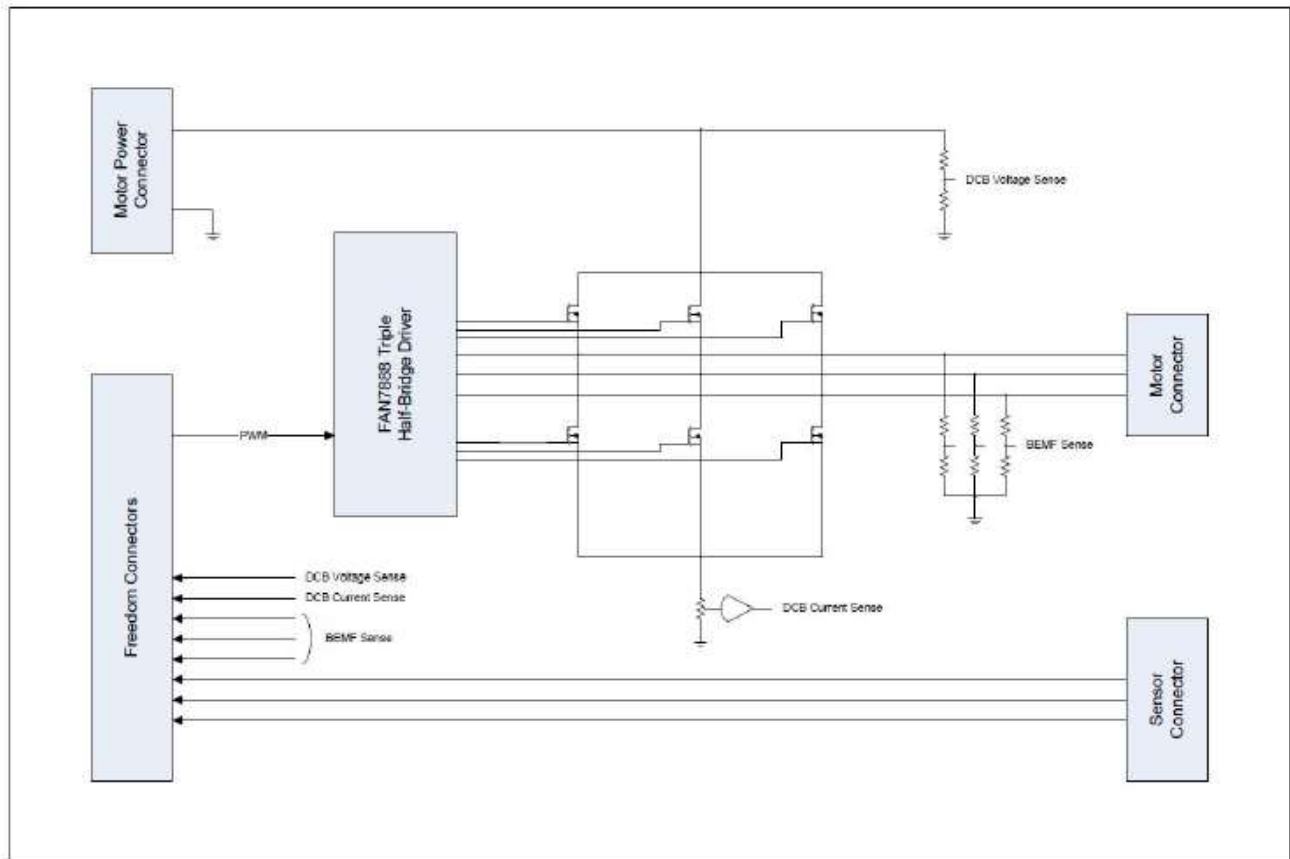 Motor Power
Connector
DCB Voltage Sense
FAN7888 Triple
Half-Bridge Driver
Motor
Connector
PWM
BEMF Sense
Freedom Connectors
DCB Voltage Sense
DCB Current Sense
BEMF Sense
DCB Current Sense
Sensor
Connector